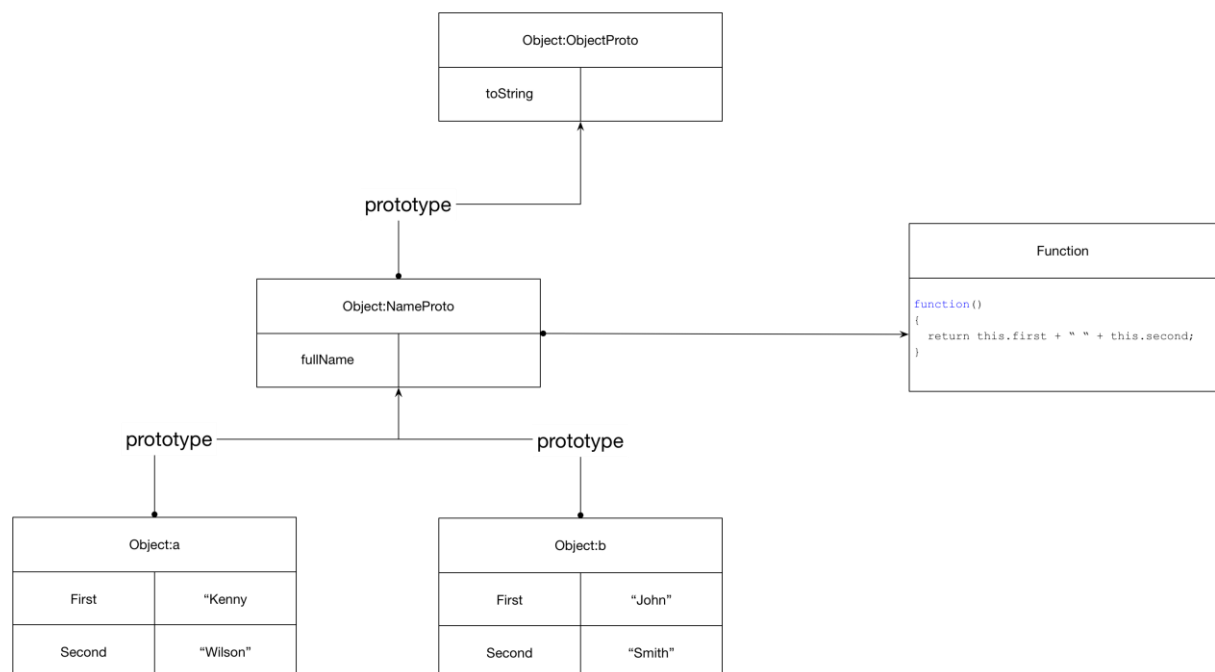 Object:ObjectProto
toString
prototype
Function
Object:NameProto
function()
{
return this.first + “ “ + this.second;
}
fullName
prototype prototype
Object:a
First “Kenny
Second “Wilson”
Object:b
First “John”
Second “Smith”